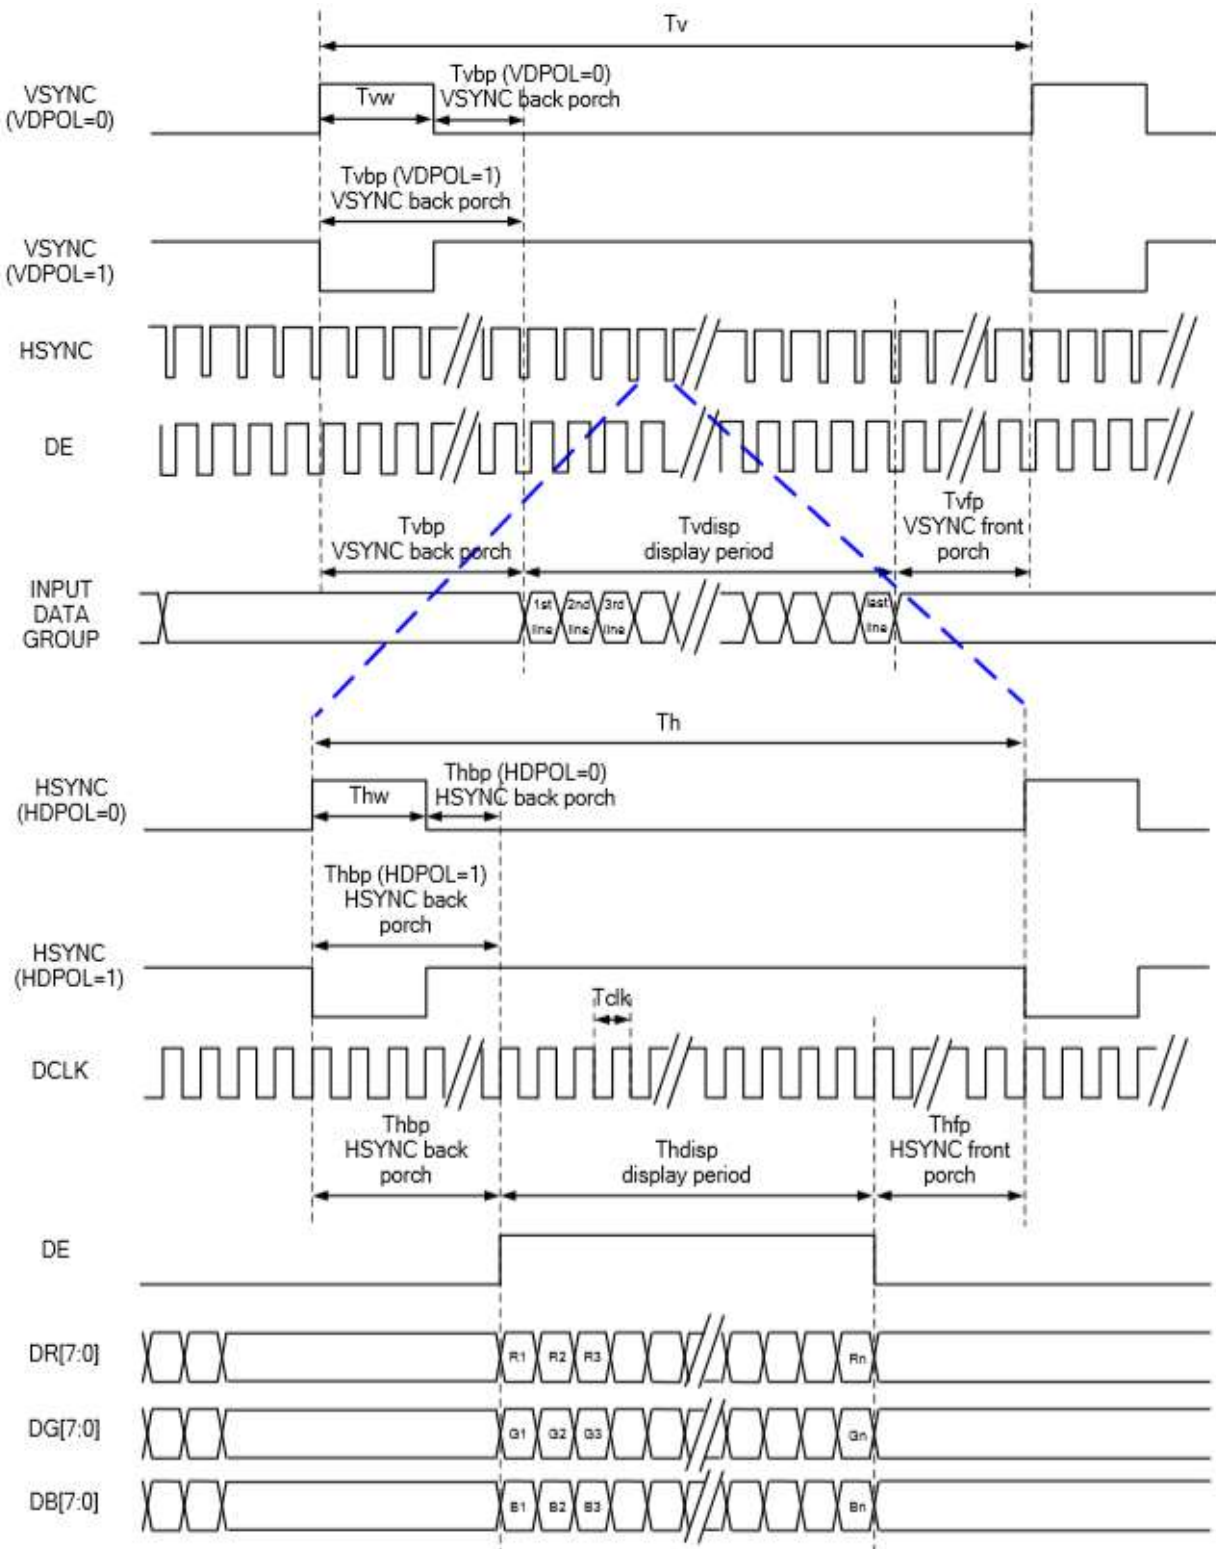 Tv
VSYNC
(VDPOL=0)
Tvw
Tvbp (VDPOL=0)
VSYNC back porch
Tvbp (VDPOL=1)
VSYNC back porch
VSYNC
(VDPOL=1)
HSYNC
DE
Tvbp
VSYNC back porch
Tvdisp
display period
Tvfp
VSYNC front
porch
INPUT
DATA
GROUP
1st
line
2nd
line
3rd
line
last
line
Th
HSYNC
(HDPOL=0)
Thw
Thbp (HDPOL=0)
HSYNC back porch
Thbp (HDPOL=1)
HSYNC back
porch
HSYNC
(HDPOL=1)
Tclk
DCLK
Thbp
HSYNC back
porch
Thdisp
display period
Thfp
HSYNC front
porch
DE
DR[7:0]
R1 R2 R3 Rn
DG[7:0]
G1 G2 G3 Gn
DB[7:0]
B1 B2 B3 Bn